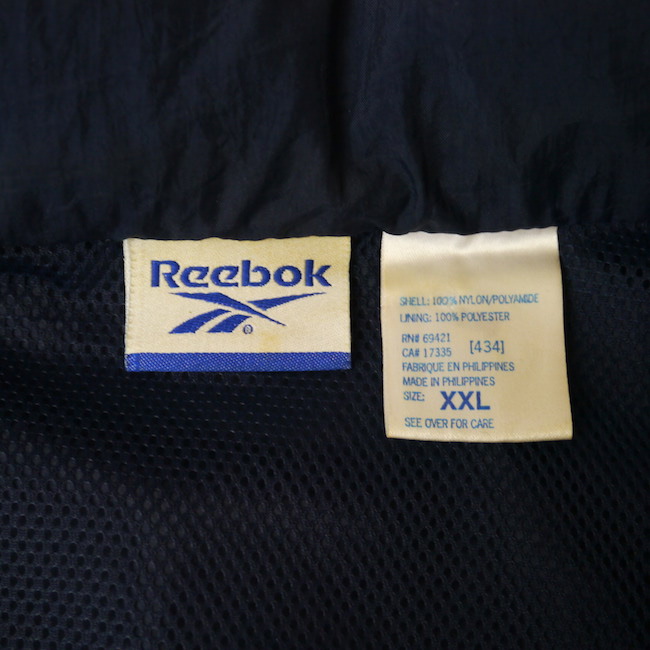 Reebok
®
SHELL: 100% NYLON/POLYAMIDE
LINING: 100% POLYESTER
RN# 69421
CA# 17335 [434]
FABRIQUE EN PHILIPPINES
MADE IN PHILIPPINES
SIZE: XXL
SEE OVER FOR CARE